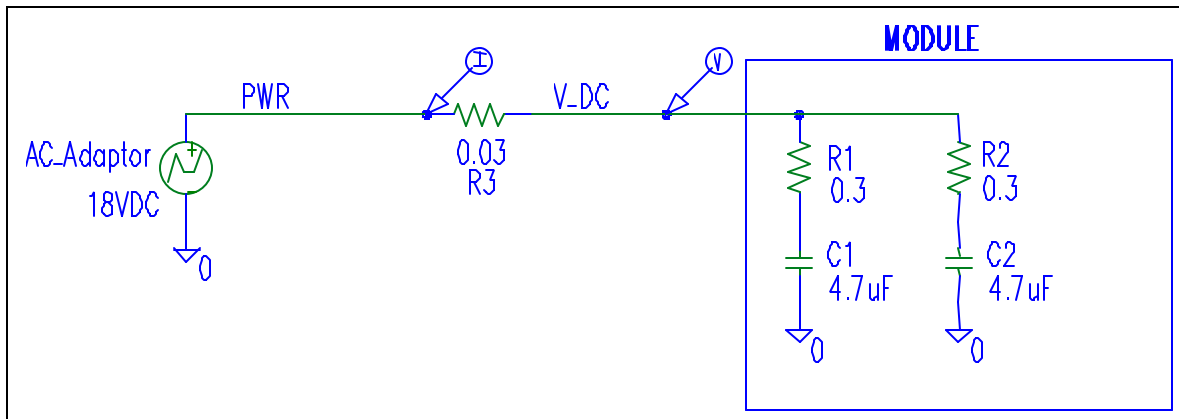 MODULE
I
V
PWR
V_DC
AC_Adaptor
18VDC
0.03
R3
R1
0.3
R2
0.3
C1
4.7uF
C2
4.7uF
0
0
0